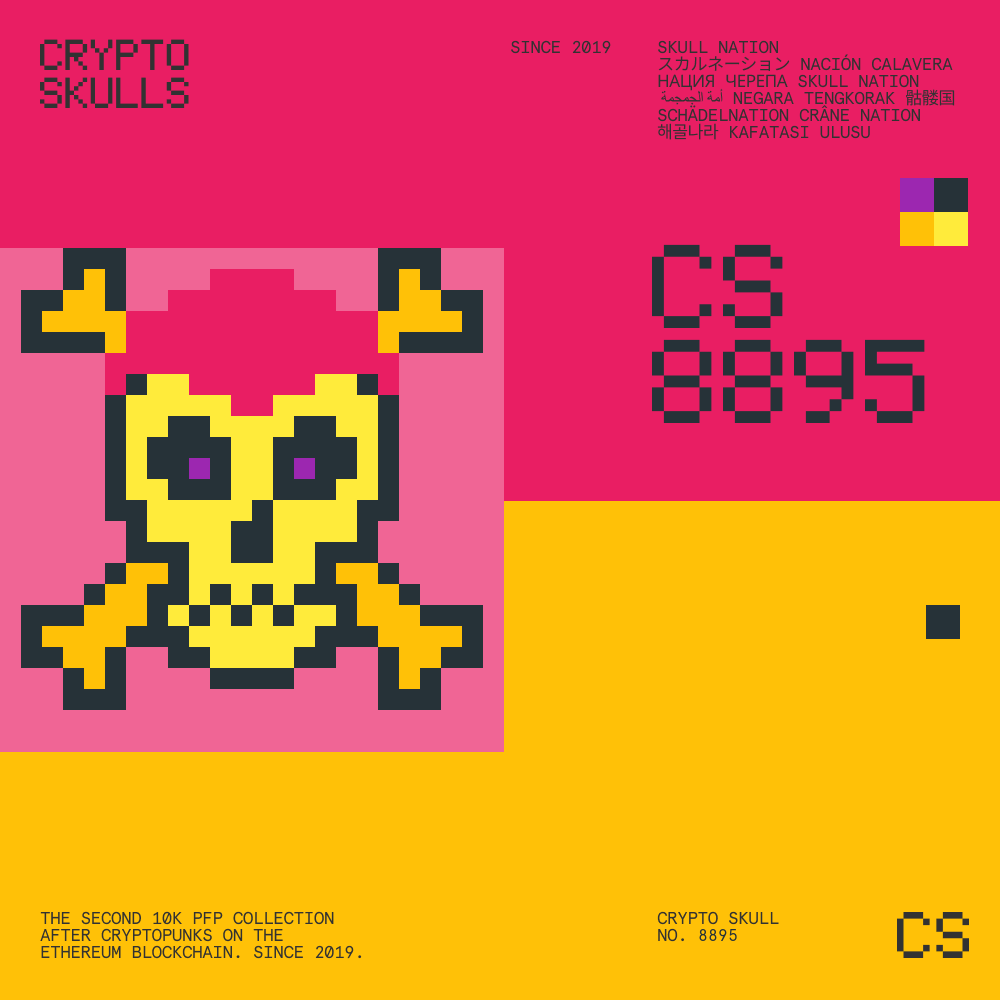 CRYPTO
SKULLS
SINCE 2019
SKULL NATION
スカルネーション NACIÓN CALAVERA
НАЦИЯ ЧЕРЕПА SKULL NATION
أمة الجمجمة NEGARA TENGKORAK 骷髅国
SCHÄDELNATION CRÂNE NATION
해골나라 KAFATASI ULUSU
CS
8895
THE SECOND 10K PFP COLLECTION
AFTER CRYPTOPUNKS ON THE
ETHEREUM BLOCKCHAIN. SINCE 2019.
CRYPTO SKULL
NO. 8895
CS